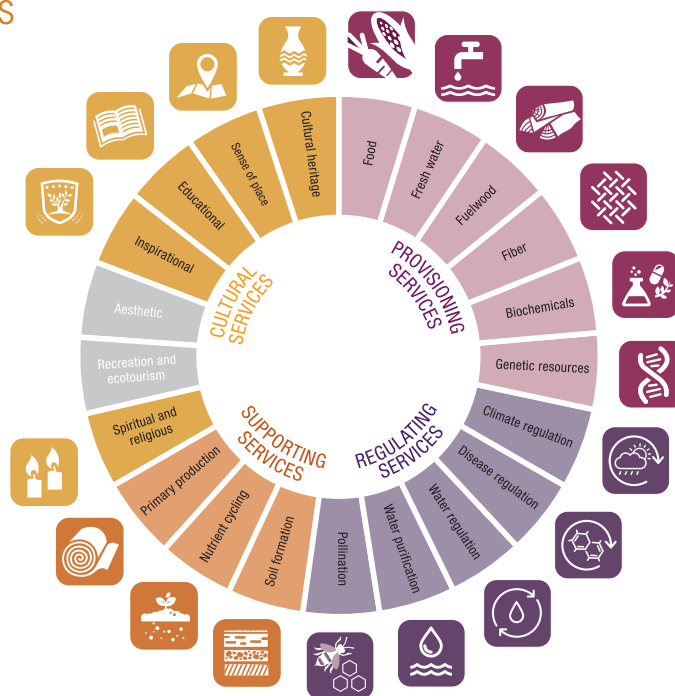 S
Cultural heritage
Food
Sense of place
Fresh water
Educational
Fuelwood
Inspirational
Fiber
CULTURAL
SERVICES
PROVISIONING
SERVICES
Aesthetic
Biochemicals
Recreation and
ecotourism
Genetic resources
Spiritual and
religious
Climate regulation
SUPPORTING
SERVICES
REGULATING
SERVICES
Primary production
Disease regulation
Nutrient cycling
Water regulation
Soil formation
Pollination
Water purification